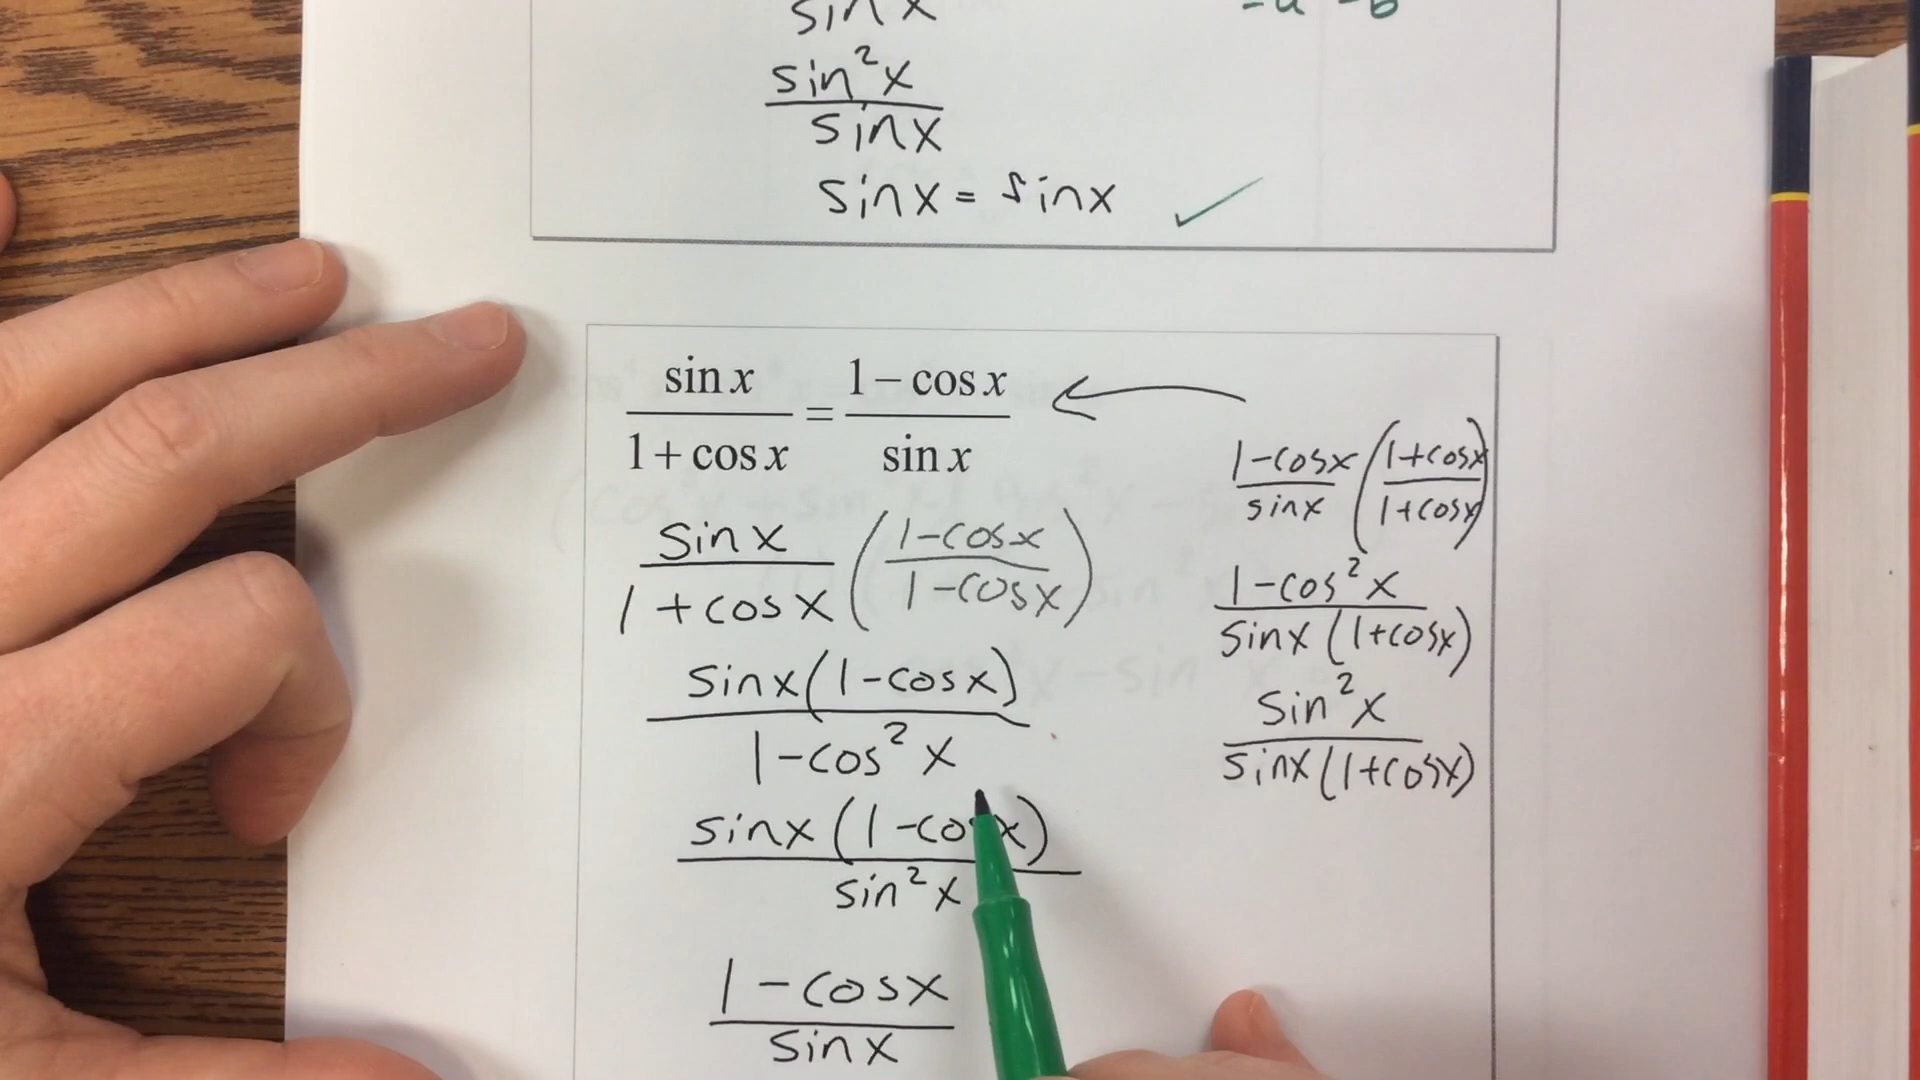 sin x
-a -b
sin²x
sinx
sinx = sinx ✓
sin x = 1 − cos x
1 + cos x sin x
sinx (1-cosx)
1+cosx (1-cosx)
sinx(1-cosx)
1-cos²x
sinx(1-cosx)
sin²x
1-cosx
sinx
1-cosx (1+cosx)
sinx (1+cosx)
1-cos²x
sinx(1+cosx)
sin²x
sinx(1+cosx)